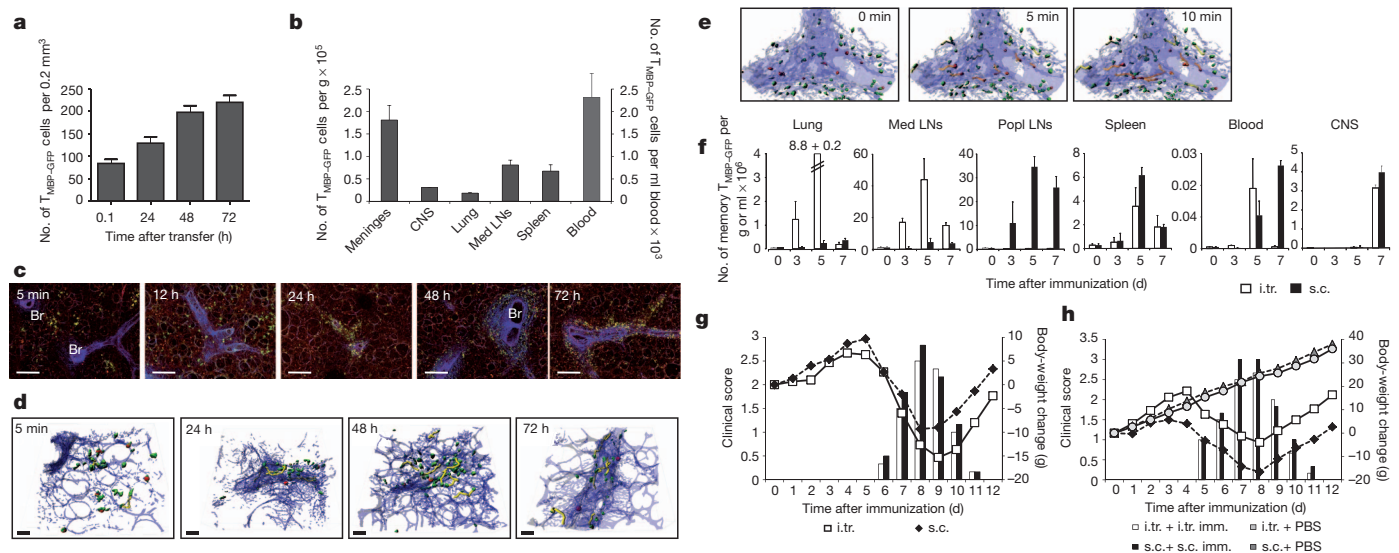 a
No. of T_MBP-GFP cells per 0.2 mm³
250
200
150
100
50
0
0.1 24 48 72
Time after transfer (h)
b
No. of T_MBP-GFP cells per g × 10⁵
2.5
2.0
1.5
1.0
0.5
0
Meninges
CNS
Lung
Med LNs
Spleen
Blood
2.5
2.0
1.5
1.0
0.5
0
No. of T_MBP-GFP cells per ml blood × 10³
c
5 min
Br
Br
12 h
24 h
48 h
Br
72 h
d
5 min
24 h
48 h
72 h
e
0 min
5 min
10 min
f
No. of memory T_MBP-GFP per
g or ml × 10⁶
Lung
8.8 + 0.2
4
3
2
1
0
0 3 5 7
Med LNs
60
40
20
0
0 3 5 7
Popl LNs
40
30
20
10
0
0 3 5 7
Spleen
8
6
4
2
0
0 3 5 7
Blood
0.03
0.02
0.04
0
0 3 5 7
CNS
5
4
3
2
1
0
0 3 5 7
Time after immunization (d)
i.tr. s.c.
g
Clinical score
3
2.5
2
1.5
1
0.5
0
0 1 2 3 4 5 6 7 8 9 10 11 12
10
5
0
−5
−10
−15
−20
Body-weight change (g)
Time after immunization (d)
i.tr. s.c.
h
Clinical score
3.5
3
2.5
2
1.5
1
0.5
0
0 1 2 3 4 5 6 7 8 9 10 11 12
40
30
20
10
0
−10
−20
Body-weight change (g)
Time after immunization (d)
i.tr. + i.tr. imm. i.tr. + PBS
s.c.+ s.c. imm. s.c.+ PBS